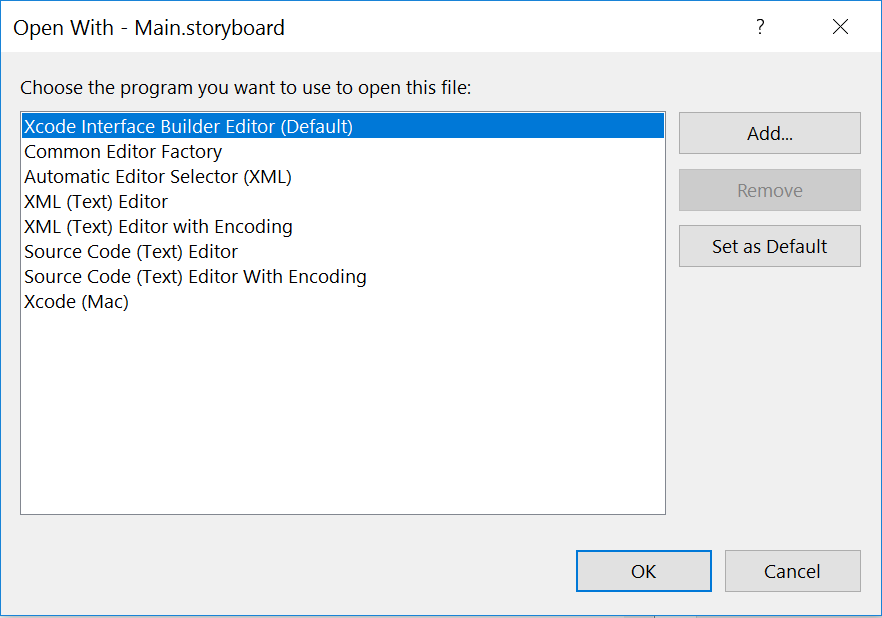 Open With - Main.storyboard
?
Choose the program you want to use to open this file:
Xcode Interface Builder Editor (Default)
Common Editor Factory
Automatic Editor Selector (XML)
XML (Text) Editor
XML (Text) Editor with Encoding
Source Code (Text) Editor
Source Code (Text) Editor With Encoding
Xcode (Mac)
Add...
Remove
Set as Default
OK
Cancel